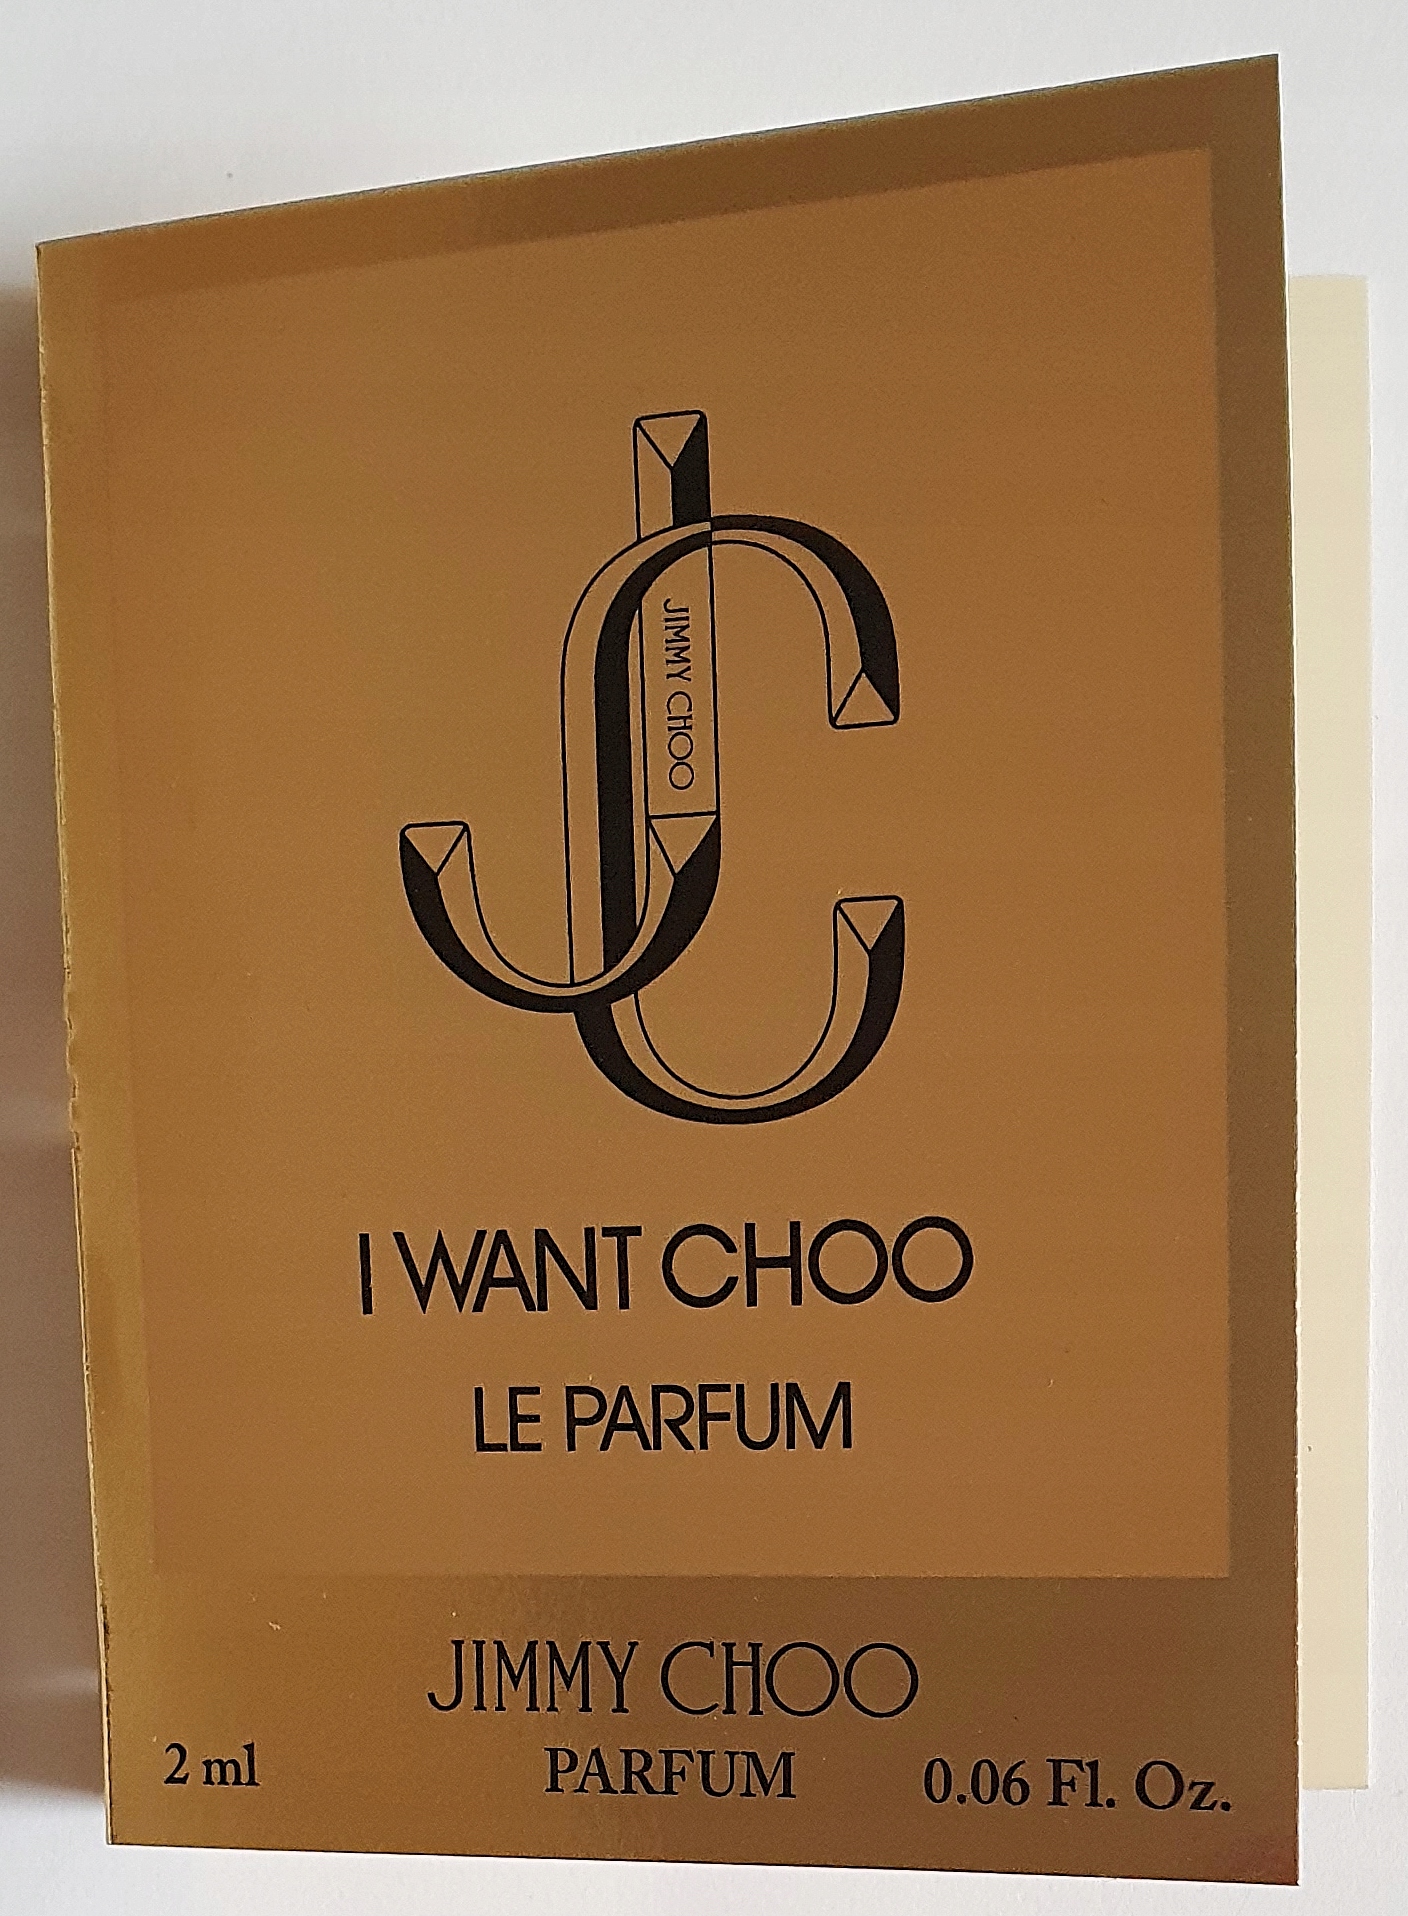 JIMMY CHOO
I WANT CHOO
LE PARFUM
JIMMY CHOO
2 ml PARFUM 0.06 Fl. Oz.